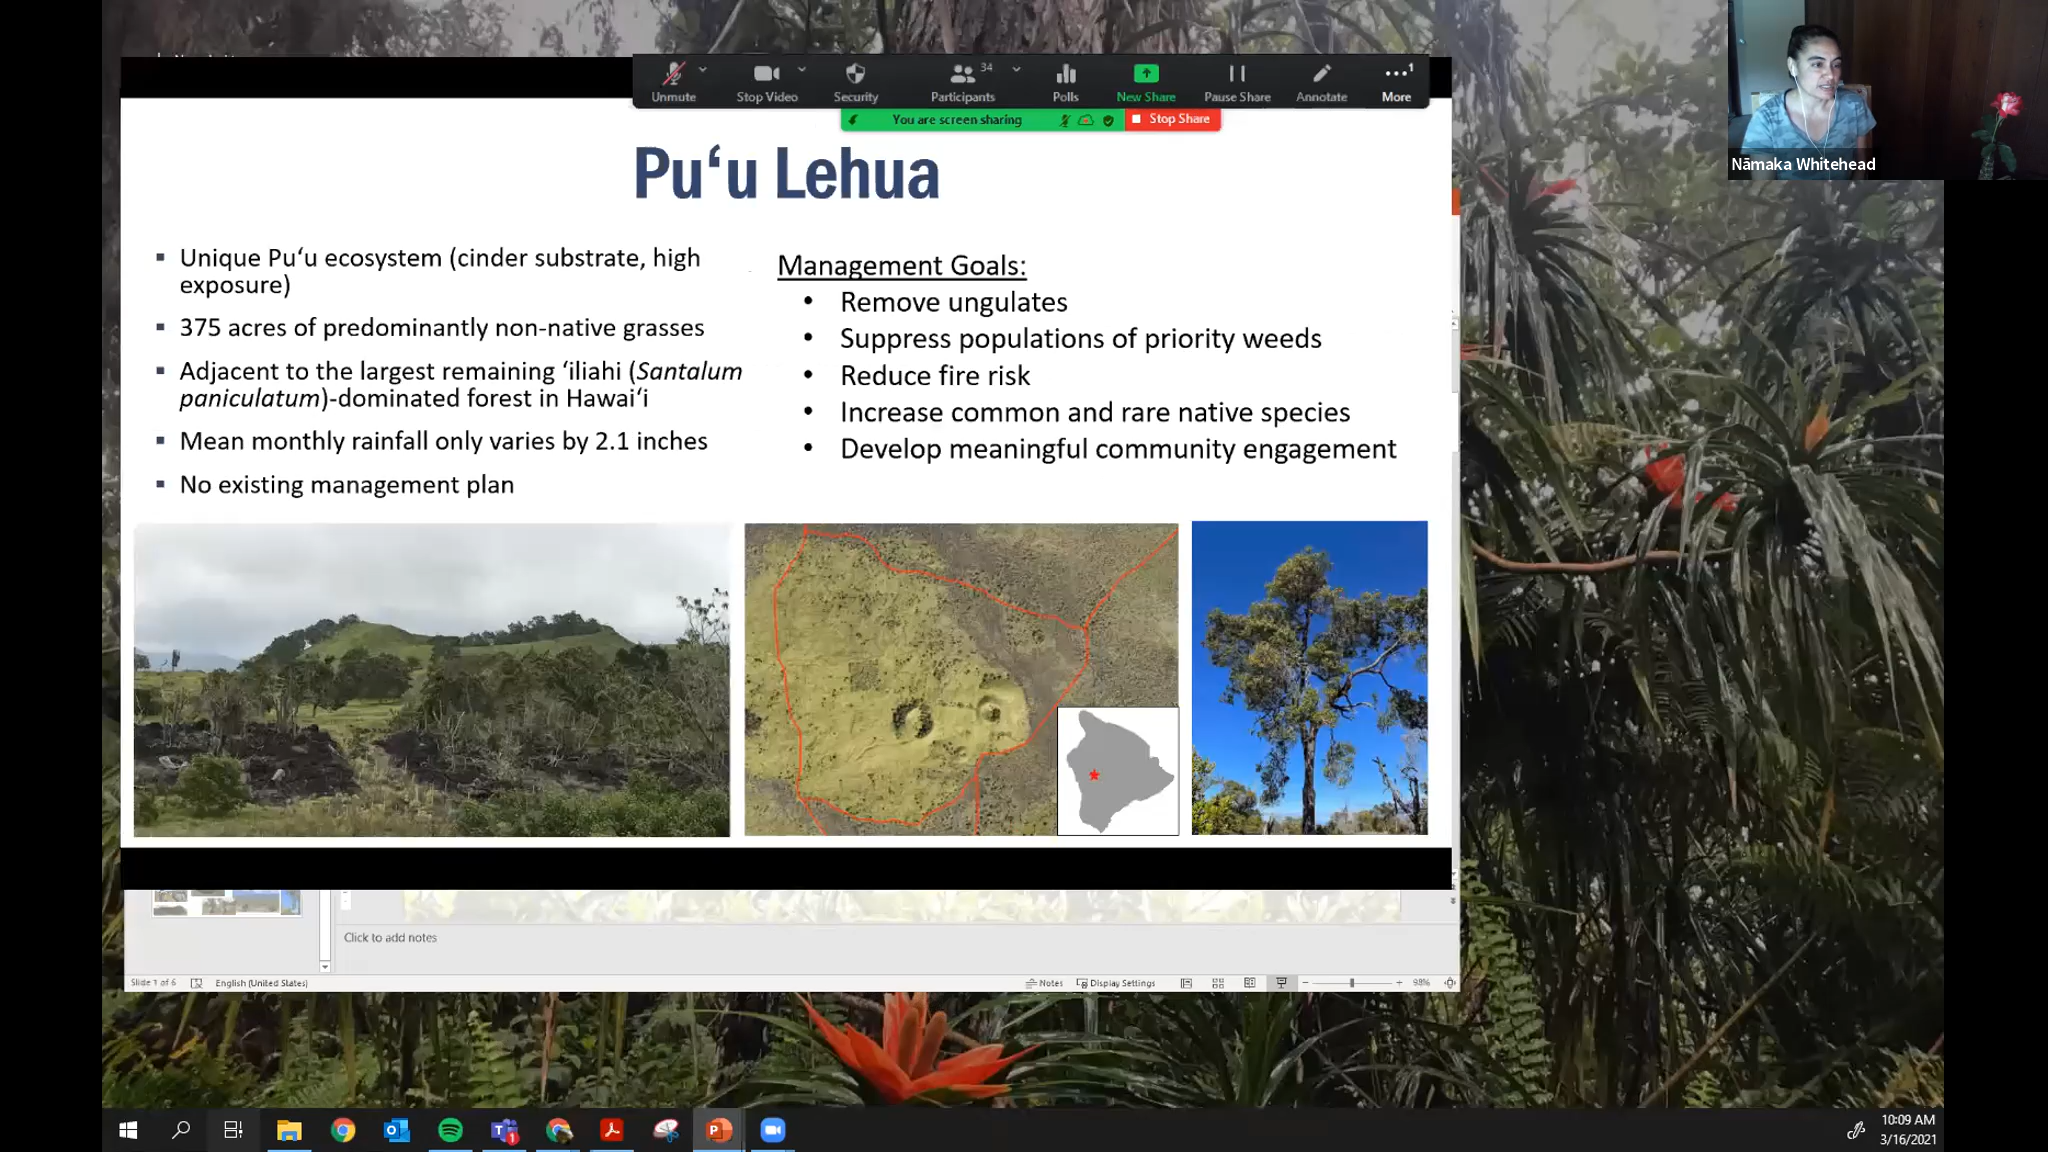 Unmute
Stop Video
Security
Participants
34
Polls
New Share
Pause Share
Annotate
More
1
You are screen sharing
Stop Share
Nāmaka Whitehead
Puʻu Lehua
▪ Unique Puʻu ecosystem (cinder substrate, high
exposure)
▪ 375 acres of predominantly non-native grasses
▪ Adjacent to the largest remaining ʻiliahi (Santalum
paniculatum)-dominated forest in Hawaiʻi
▪ Mean monthly rainfall only varies by 2.1 inches
▪ No existing management plan
Management Goals:
• Remove ungulates
• Suppress populations of priority weeds
• Reduce fire risk
• Increase common and rare native species
• Develop meaningful community engagement
Click to add notes
Slide 1 of 6
English (United States)
Notes
Display Settings
98%
10:09 AM
3/16/2021